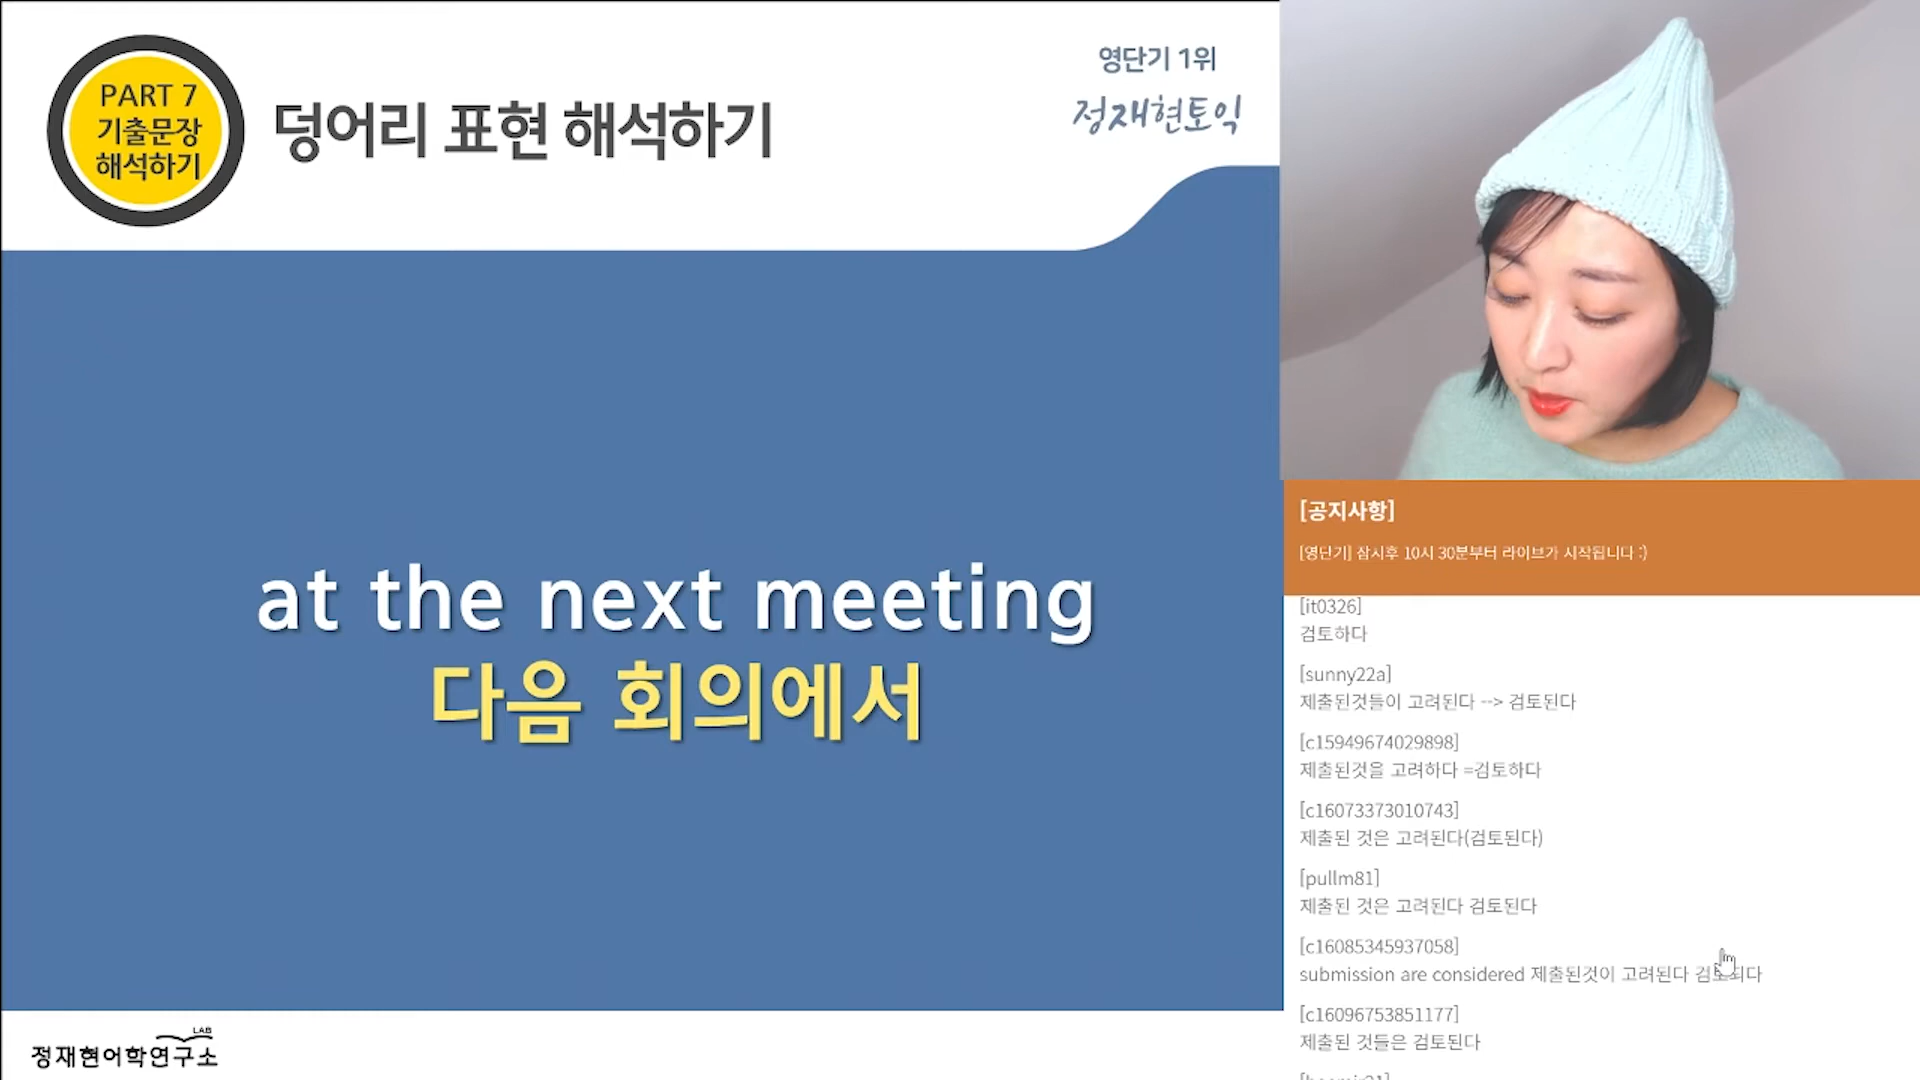 PART 7
기출문장
해석하기
덩어리 표현 해석하기
영단기 1위
정재현토익
at the next meeting
다음 회의에서
LAB
정재현어학연구소
[공지사항]
[영단기] 잠시후 10시 30분부터 라이브가 시작됩니다 :)
[it0326]
검토하다
[sunny22a]
제출된것들이 고려된다 --> 검토된다
[c15949674029898]
제출된것을 고려하다 =검토하다
[c16073373010743]
제출된 것은 고려된다(검토된다)
[pullm81]
제출된 것은 고려된다 검토된다
[c16085345937058]
submission are considered 제출된것이 고려된다 검토되다
[c16096753851177]
제출된 것들은 검토된다